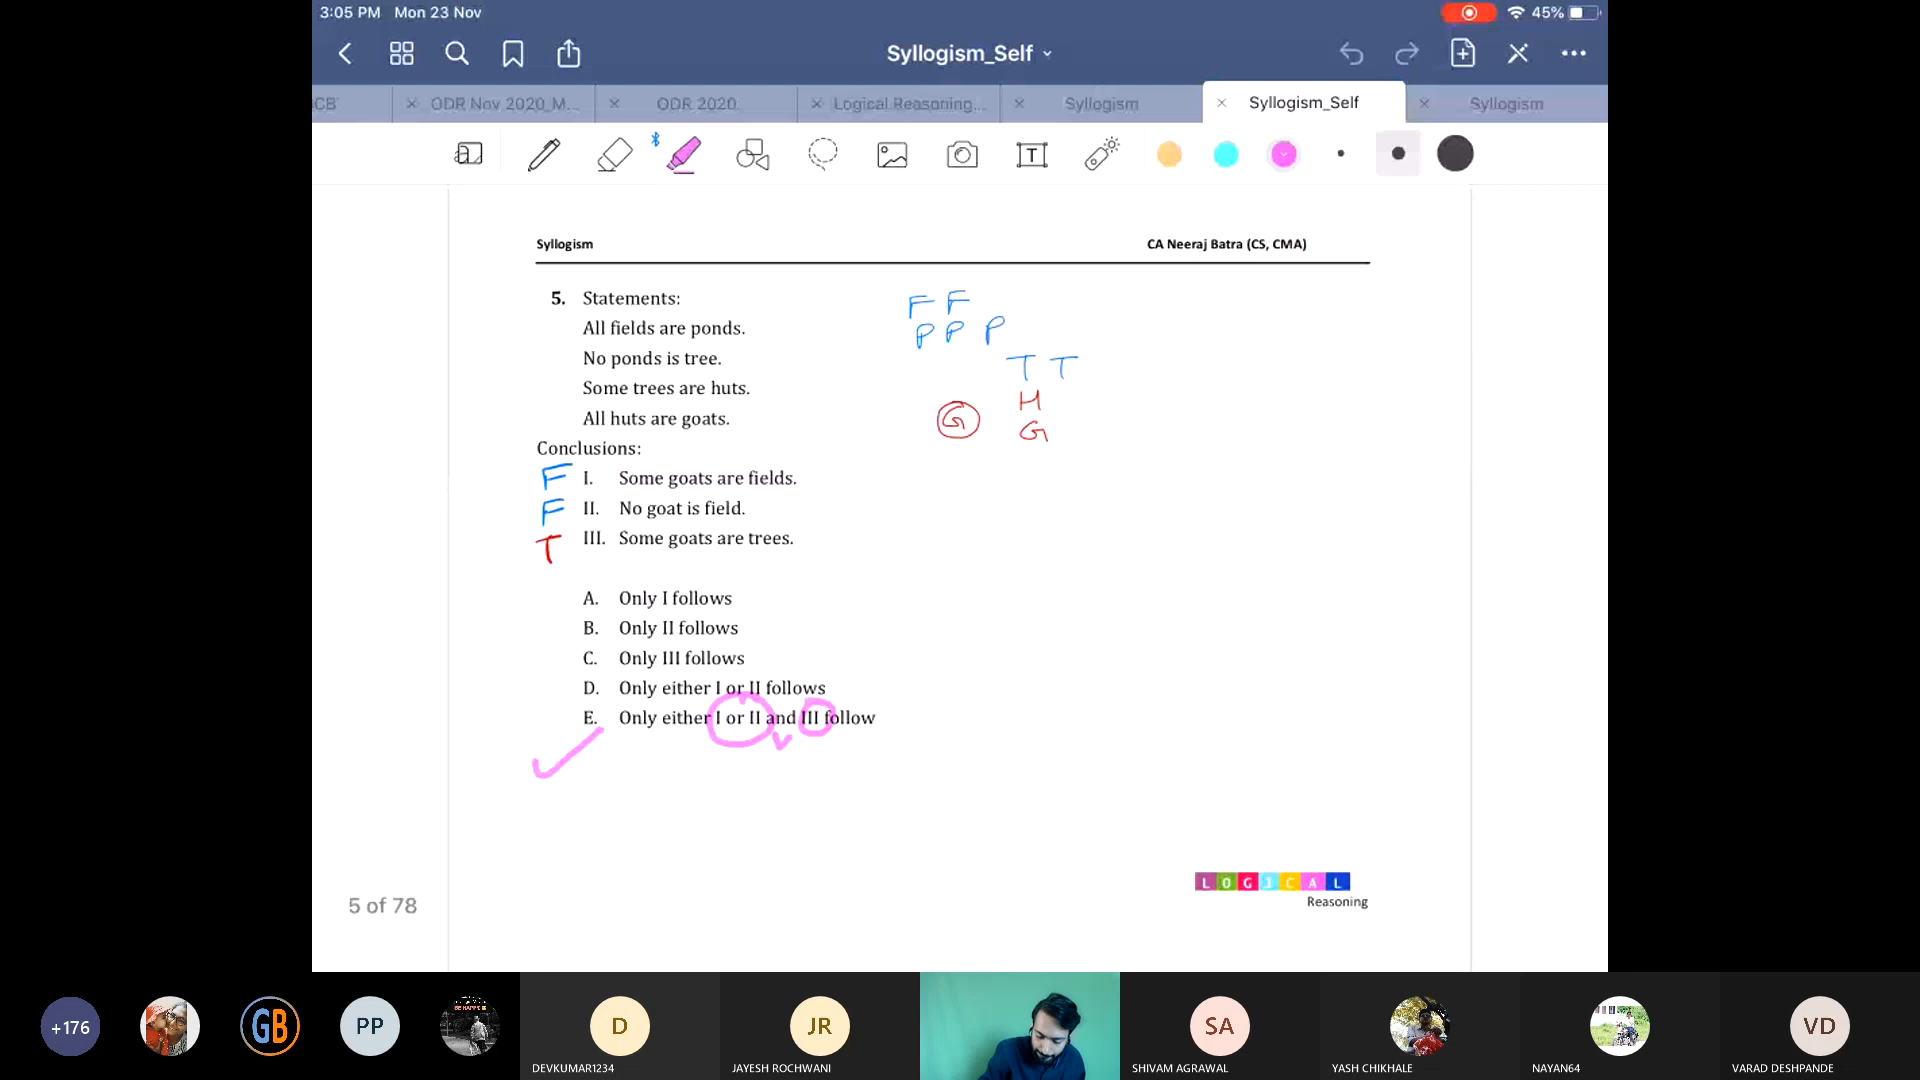 3:05 PM Mon 23 Nov
45%
Syllogism_Self
CB
ODR Nov 2020_M...
ODR 2020
Logical Reasoning...
Syllogism
Syllogism_Self
Syllogism
T
Syllogism
CA Neeraj Batra (CS, CMA)
5. Statements:
All fields are ponds.
No ponds is tree.
Some trees are huts.
All huts are goats.
F F
P P P
T T
H
G G
Conclusions:
F I. Some goats are fields.
F II. No goat is field.
T III. Some goats are trees.
A. Only I follows
B. Only II follows
C. Only III follows
D. Only either I or II follows
E. Only either I or II and III follow
LOGICAL
Reasoning
5 of 78
+176
GB
PP
BE HAPPY
D
JR
SA
VD
DEVKUMAR1234
JAYESH ROCHWANI
SHIVAM AGRAWAL
YASH CHIKHALE
NAYAN64
VARAD DESHPANDE